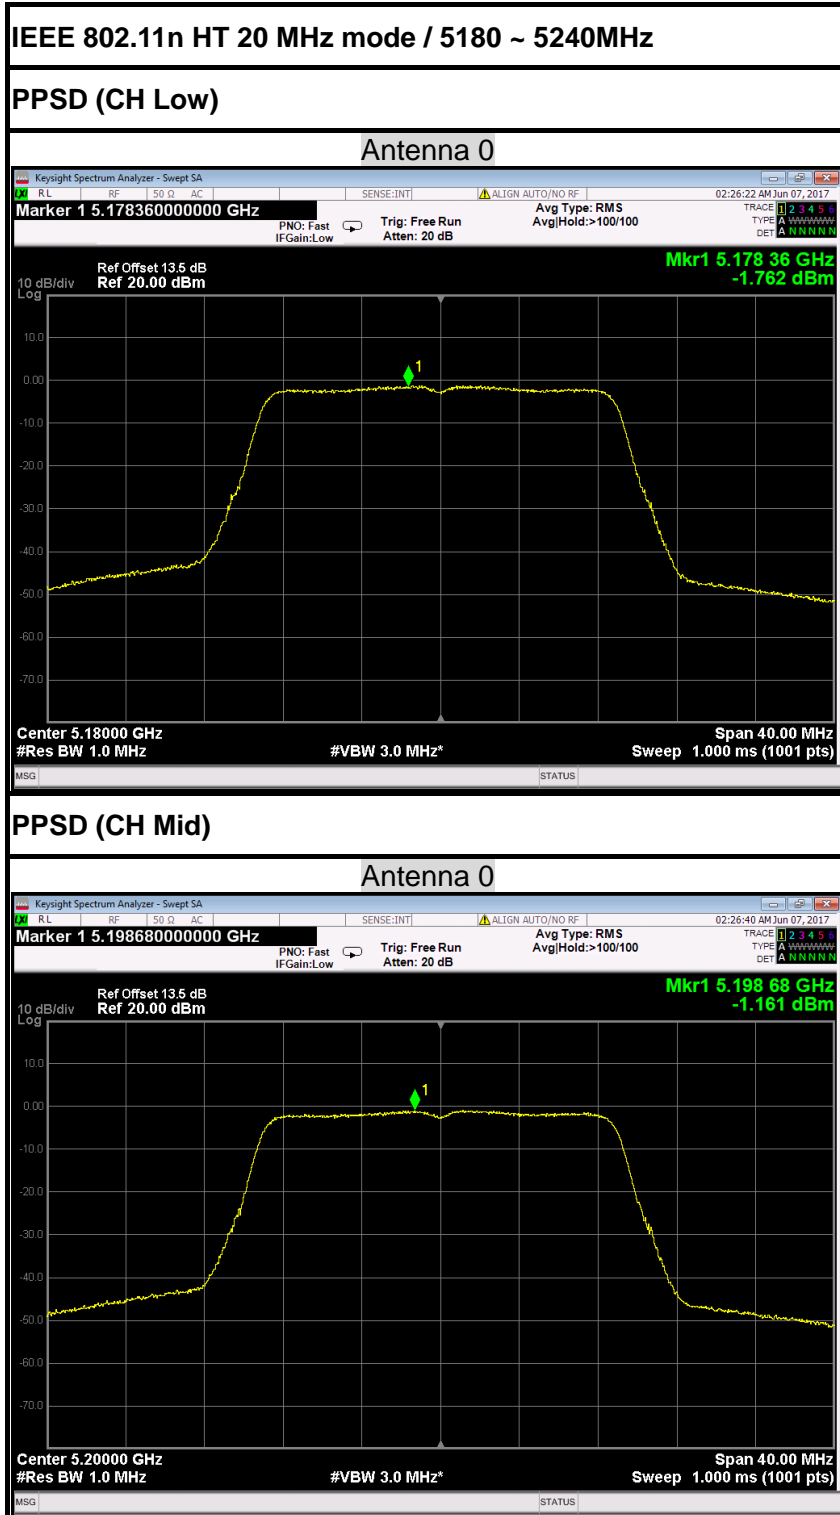 IEEE 802.11n HT 20 MHz mode / 5180 ~ 5240MHz
PPSD (CH Low)
Antenna 0
Keysight Spectrum Analyzer - Swept SA
LXI RL RF 50 Ω AC SENSE:INT ALIGN AUTO/NO RF 02:26:22 AM Jun 07, 2017
Marker 1 5.178360000000 GHz
PNO: Fast
IFGain:Low
Trig: Free Run
Atten: 20 dB
Avg Type: RMS
Avg|Hold:>100/100
TRACE 1 2 3 4 5 6
TYPE A WWWWW
DET A N N N N N
Mkr1 5.178 36 GHz
-1.762 dBm
Ref Offset 13.5 dB
10 dB/div Ref 20.00 dBm
Log
1
10.0
0.00
-10.0
-20.0
-30.0
-40.0
-50.0
-60.0
-70.0
Center 5.18000 GHz Span 40.00 MHz
#Res BW 1.0 MHz #VBW 3.0 MHz* Sweep 1.000 ms (1001 pts)
MSG STATUS
PPSD (CH Mid)
Antenna 0
Keysight Spectrum Analyzer - Swept SA
LXI RL RF 50 Ω AC SENSE:INT ALIGN AUTO/NO RF 02:26:40 AM Jun 07, 2017
Marker 1 5.198680000000 GHz
PNO: Fast
IFGain:Low
Trig: Free Run
Atten: 20 dB
Avg Type: RMS
Avg|Hold:>100/100
TRACE 1 2 3 4 5 6
TYPE A WWWWW
DET A N N N N N
Mkr1 5.198 68 GHz
-1.161 dBm
Ref Offset 13.5 dB
10 dB/div Ref 20.00 dBm
Log
1
10.0
0.00
-10.0
-20.0
-30.0
-40.0
-50.0
-60.0
-70.0
Center 5.20000 GHz Span 40.00 MHz
#Res BW 1.0 MHz #VBW 3.0 MHz* Sweep 1.000 ms (1001 pts)
MSG STATUS